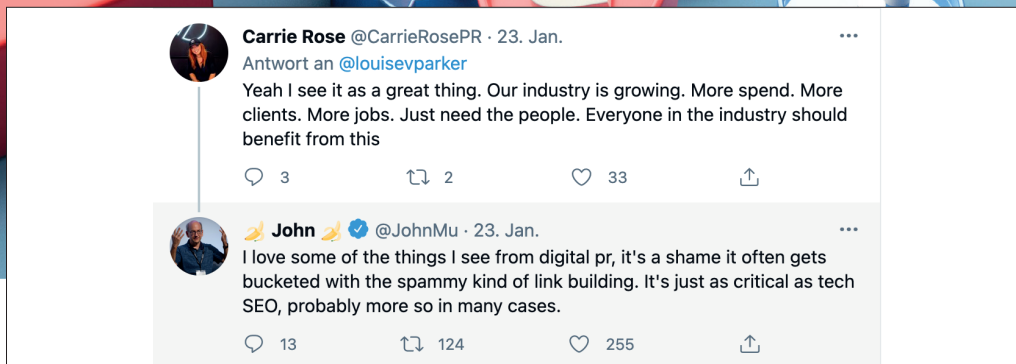 Carrie Rose @CarrieRosePR · 23. Jan.
Antwort an @louisevparker
Yeah I see it as a great thing. Our industry is growing. More spend. More
clients. More jobs. Just need the people. Everyone in the industry should
benefit from this
3 2 33
🍌 John 🍌 @JohnMu · 23. Jan.
I love some of the things I see from digital pr, it's a shame it often gets
bucketed with the spammy kind of link building. It's just as critical as tech
SEO, probably more so in many cases.
13 124 255